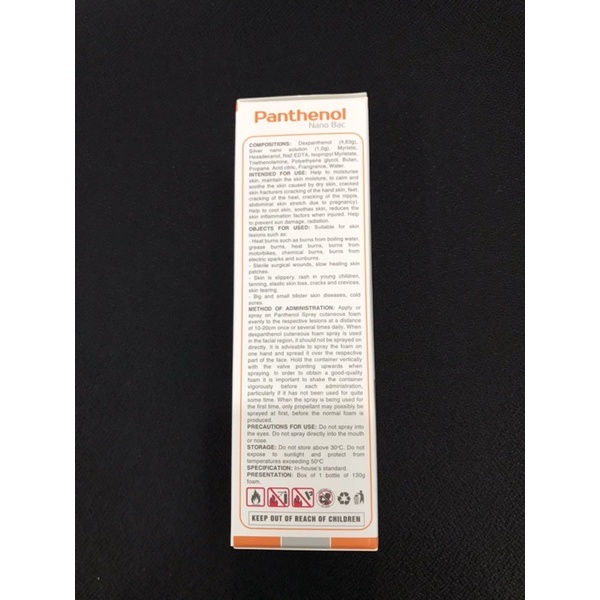 Panthenol
Nano Bac
COMPOSITIONS: Dexpanthenol (4,63g),
Silver nano solution (1,0g), Myristic,
Hexadecanol, Na2 EDTA, Isopropyl Myristate,
Triethenolamine, Polyethylene glycol, Butan,
Propane, Acid citric, Frangrance, Water.
INTENDED FOR USE: Help to moisturise
skin, maintain the skin moisture, to calm and
soothe the skin caused by dry skin, cracked
skin fracturers (cracking of the hand skin, feet,
cracking of the heel, cracking of the nipple,
abdominal skin stretch due to pregnancy).
Help to cool skin, soothes skin, reduces the
skin inflammation factors when injured. Help
to prevent sun damage, radiation.
OBJECTS FOR USED: Suitable for skin
lesions such as:
- Heat burns such as burns from boiling water,
grease burns, heat burns, burns from
motorbikes, chemical burns, burns from
electric sparks and sunburns.
- Sterile surgical wounds, slow healing skin
patches.
- Skin is slippery, rash in young children,
tanning, elastic skin loss, cracks and crevices,
skin tearing.
- Big and small blister skin diseases, cold
sores.
METHOD OF ADMINISTRATION: Apply or
spray on Panthenol Spray cutaneous foam
evenly to the respective lesions at a distance
of 10-20cm once or several times daily. When
dexpanthenol cutaneous foam spray is used
in the facial region, it should not be sprayed on
directly. It is advisable to spray the foam on
one hand and spread it over the respective
part of the face. Hold the container vertically
with the valve pointing upwards when
spraying. In order to obtain a good-quality
foam it is important to shake the container
vigorously before each administration,
particularly if it has not been used for quite
some time. When the spray is being used for
the first time, only propellant may possibly be
sprayed at first, before the normal foam is
produced.
PRECAUTIONS FOR USE: Do not spray into
the eyes. Do not spray directly into the mouth
or nose.
STORAGE: Do not store above 30°C. Do not
expose to sunlight and protect from
temperatures exceeding 50°C
SPECIFICATION: In-house's standard.
PRESENTATION: Box of 1 bottle of 130g
foam.
KEEP OUT OF REACH OF CHILDREN